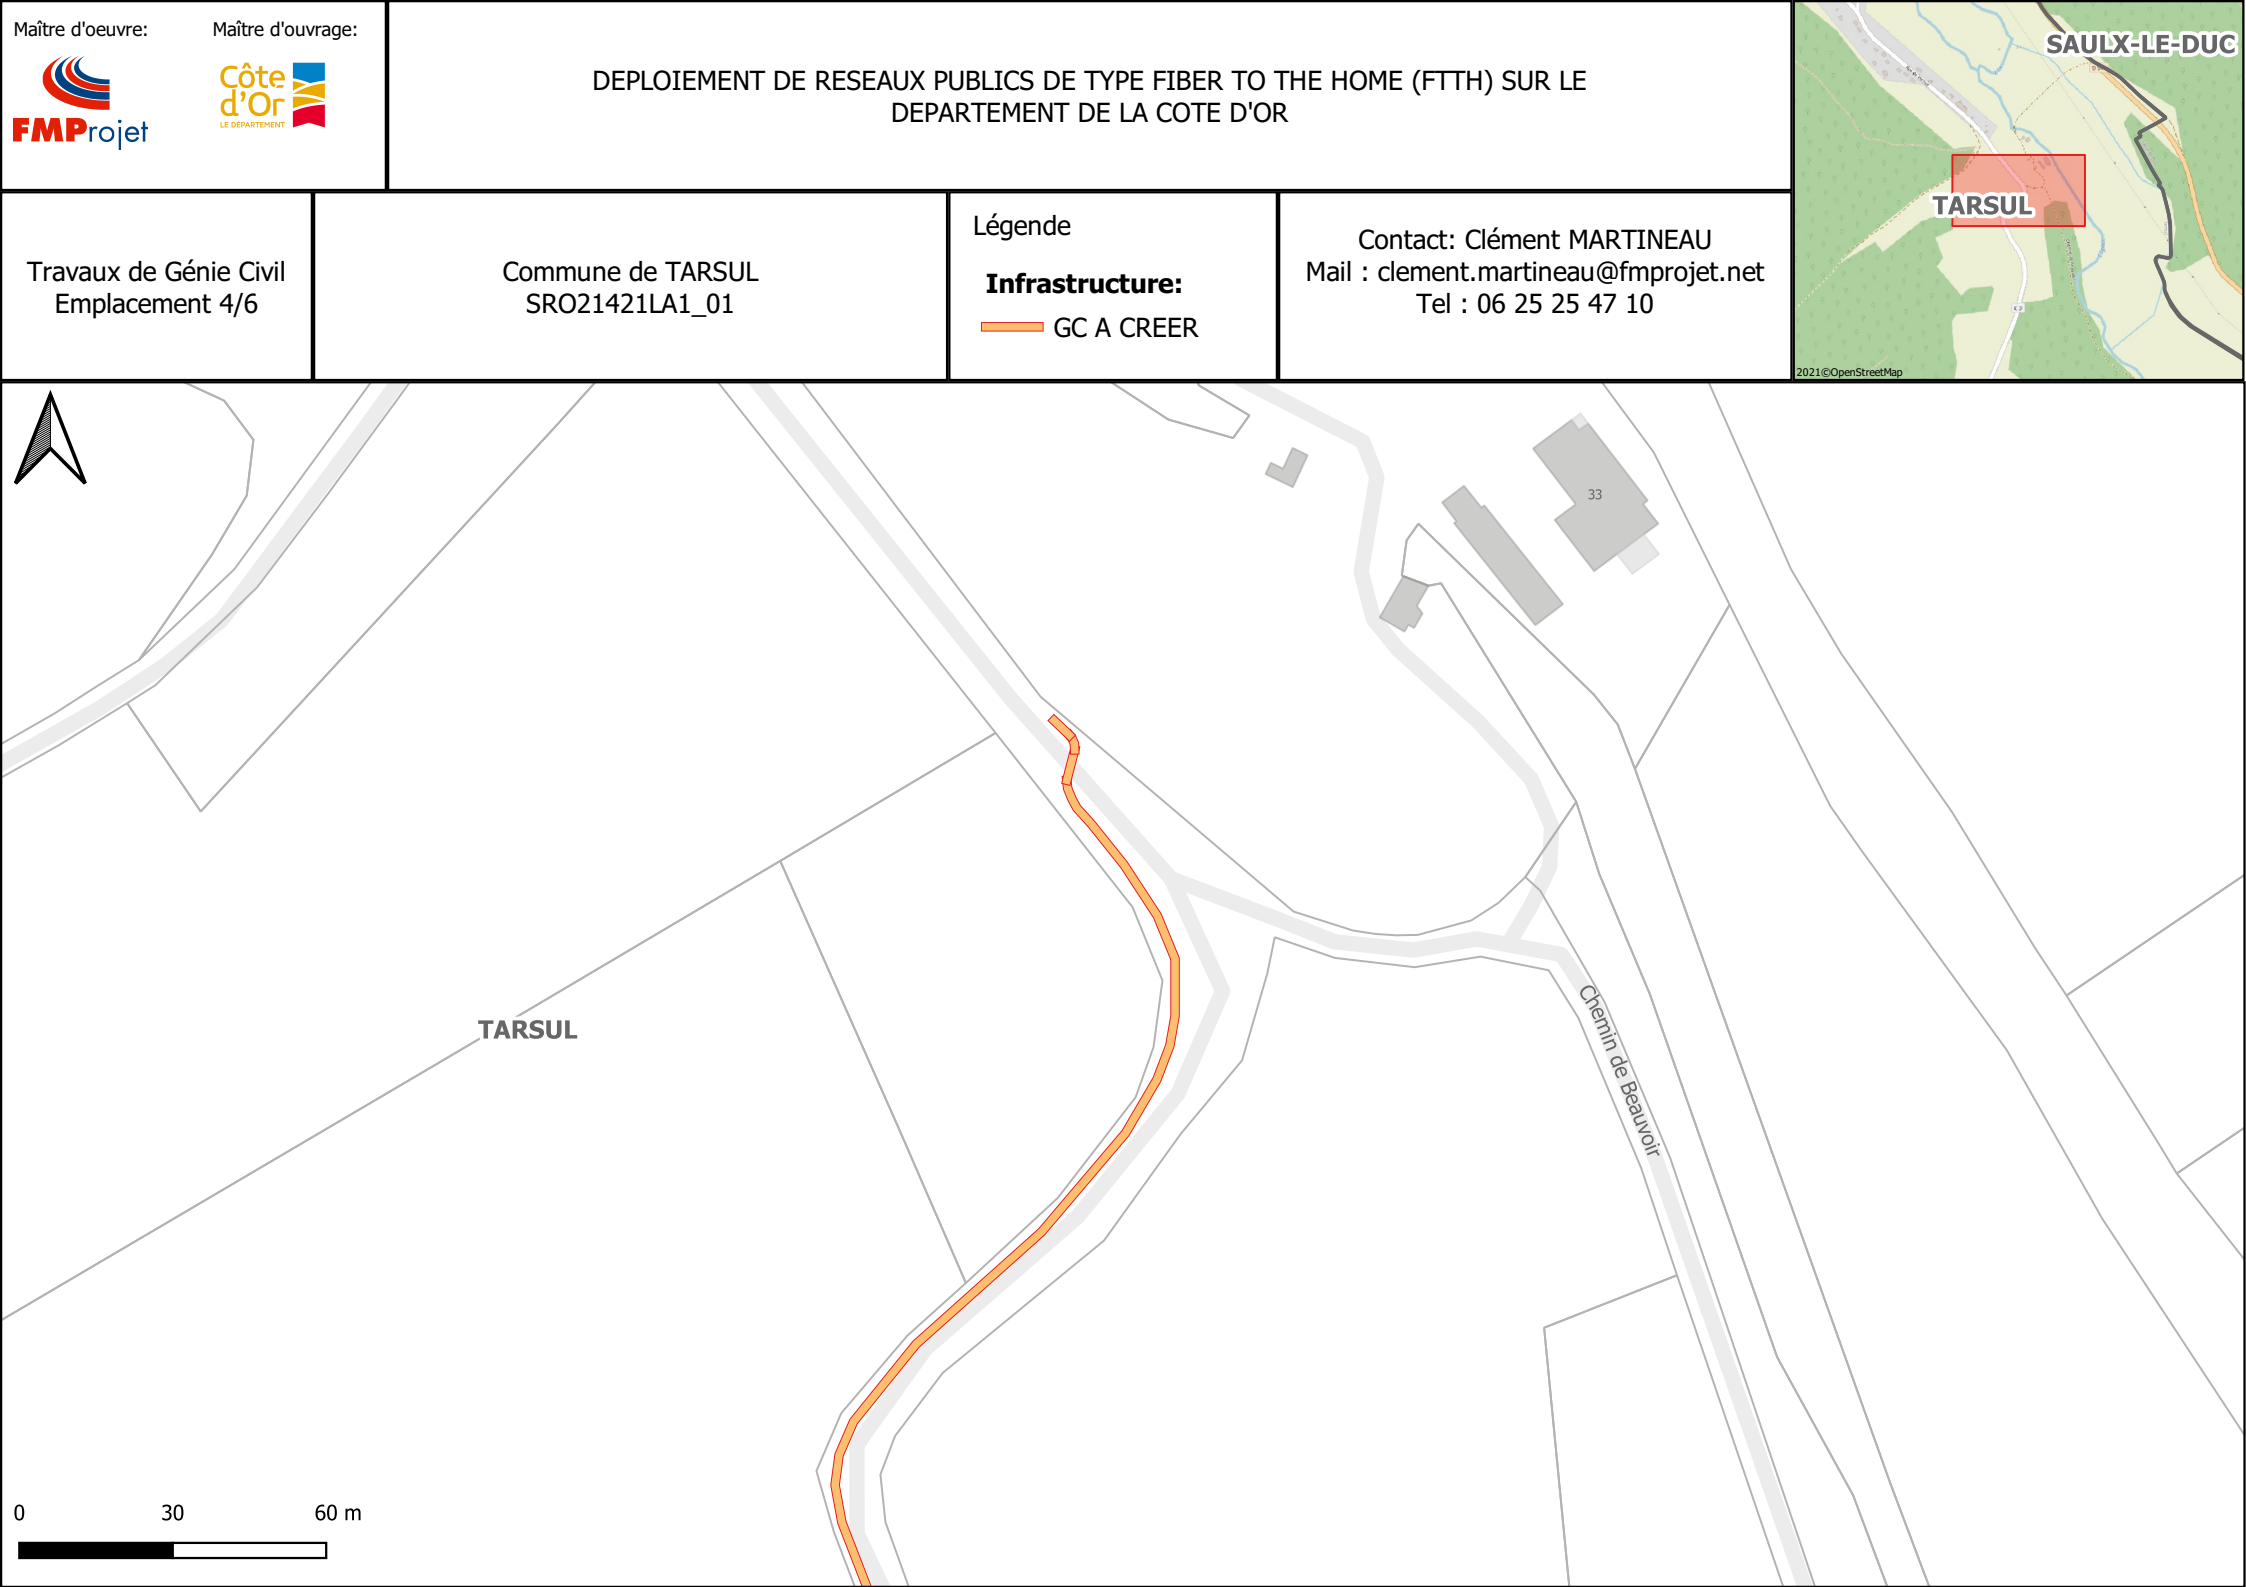 Maître d'oeuvre:
Maître d'ouvrage:
FMProjet
Côte
d'Or
LE DÉPARTEMENT
DEPLOIEMENT DE RESEAUX PUBLICS DE TYPE FIBER TO THE HOME (FTTH) SUR LE
DEPARTEMENT DE LA COTE D'OR
Travaux de Génie Civil
Emplacement 4/6
Commune de TARSUL
SRO21421LA1_01
Légende
Infrastructure:
GC A CREER
Contact: Clément MARTINEAU
Mail : clement.martineau@fmprojet.net
Tel : 06 25 25 47 10
SAULX-LE-DUC
TARSUL
2021©OpenStreetMap
33
TARSUL
Chemin de Beauvoir
0 30 60 m